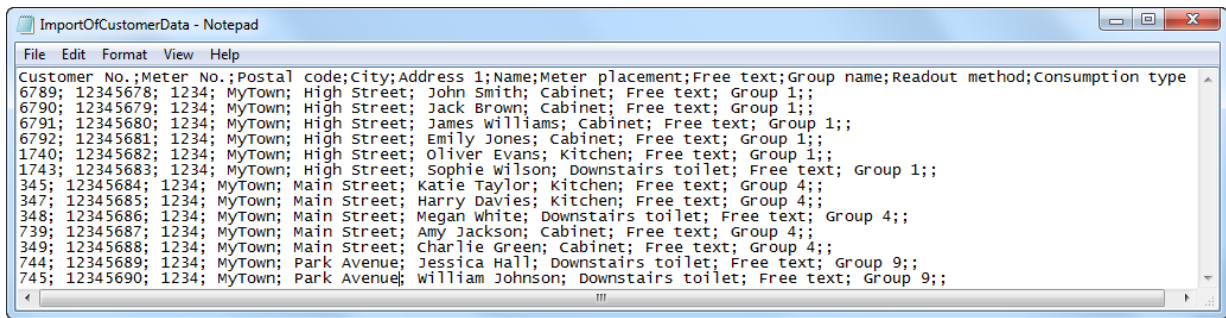 ImportOfCustomerData - Notepad
File Edit Format View Help
Customer No.;Meter No.;Postal code;City;Address 1;Name;Meter placement;Free text;Group name;Readout method;Consumption type
6789; 12345678; 1234; MyTown; High Street; John Smith; Cabinet; Free text; Group 1;;
6790; 12345679; 1234; MyTown; High Street; Jack Brown; Cabinet; Free text; Group 1;;
6791; 12345680; 1234; MyTown; High Street; James Williams; Cabinet; Free text; Group 1;;
6792; 12345681; 1234; MyTown; High Street; Emily Jones; Cabinet; Free text; Group 1;;
1740; 12345682; 1234; MyTown; High Street; Oliver Evans; Kitchen; Free text; Group 1;;
1743; 12345683; 1234; MyTown; High Street; Sophie Wilson; Downstairs toilet; Free text; Group 1;;
345; 12345684; 1234; MyTown; Main Street; Katie Taylor; Kitchen; Free text; Group 4;;
347; 12345685; 1234; MyTown; Main Street; Harry Davies; Kitchen; Free text; Group 4;;
348; 12345686; 1234; MyTown; Main Street; Megan White; Downstairs toilet; Free text; Group 4;;
739; 12345687; 1234; MyTown; Main Street; Amy Jackson; Cabinet; Free text; Group 4;;
349; 12345688; 1234; MyTown; Main Street; Charlie Green; Cabinet; Free text; Group 4;;
744; 12345689; 1234; MyTown; Park Avenue; Jessica Hall; Downstairs toilet; Free text; Group 9;;
745; 12345690; 1234; MyTown; Park Avenue; William Johnson; Downstairs toilet; Free text; Group 9;;